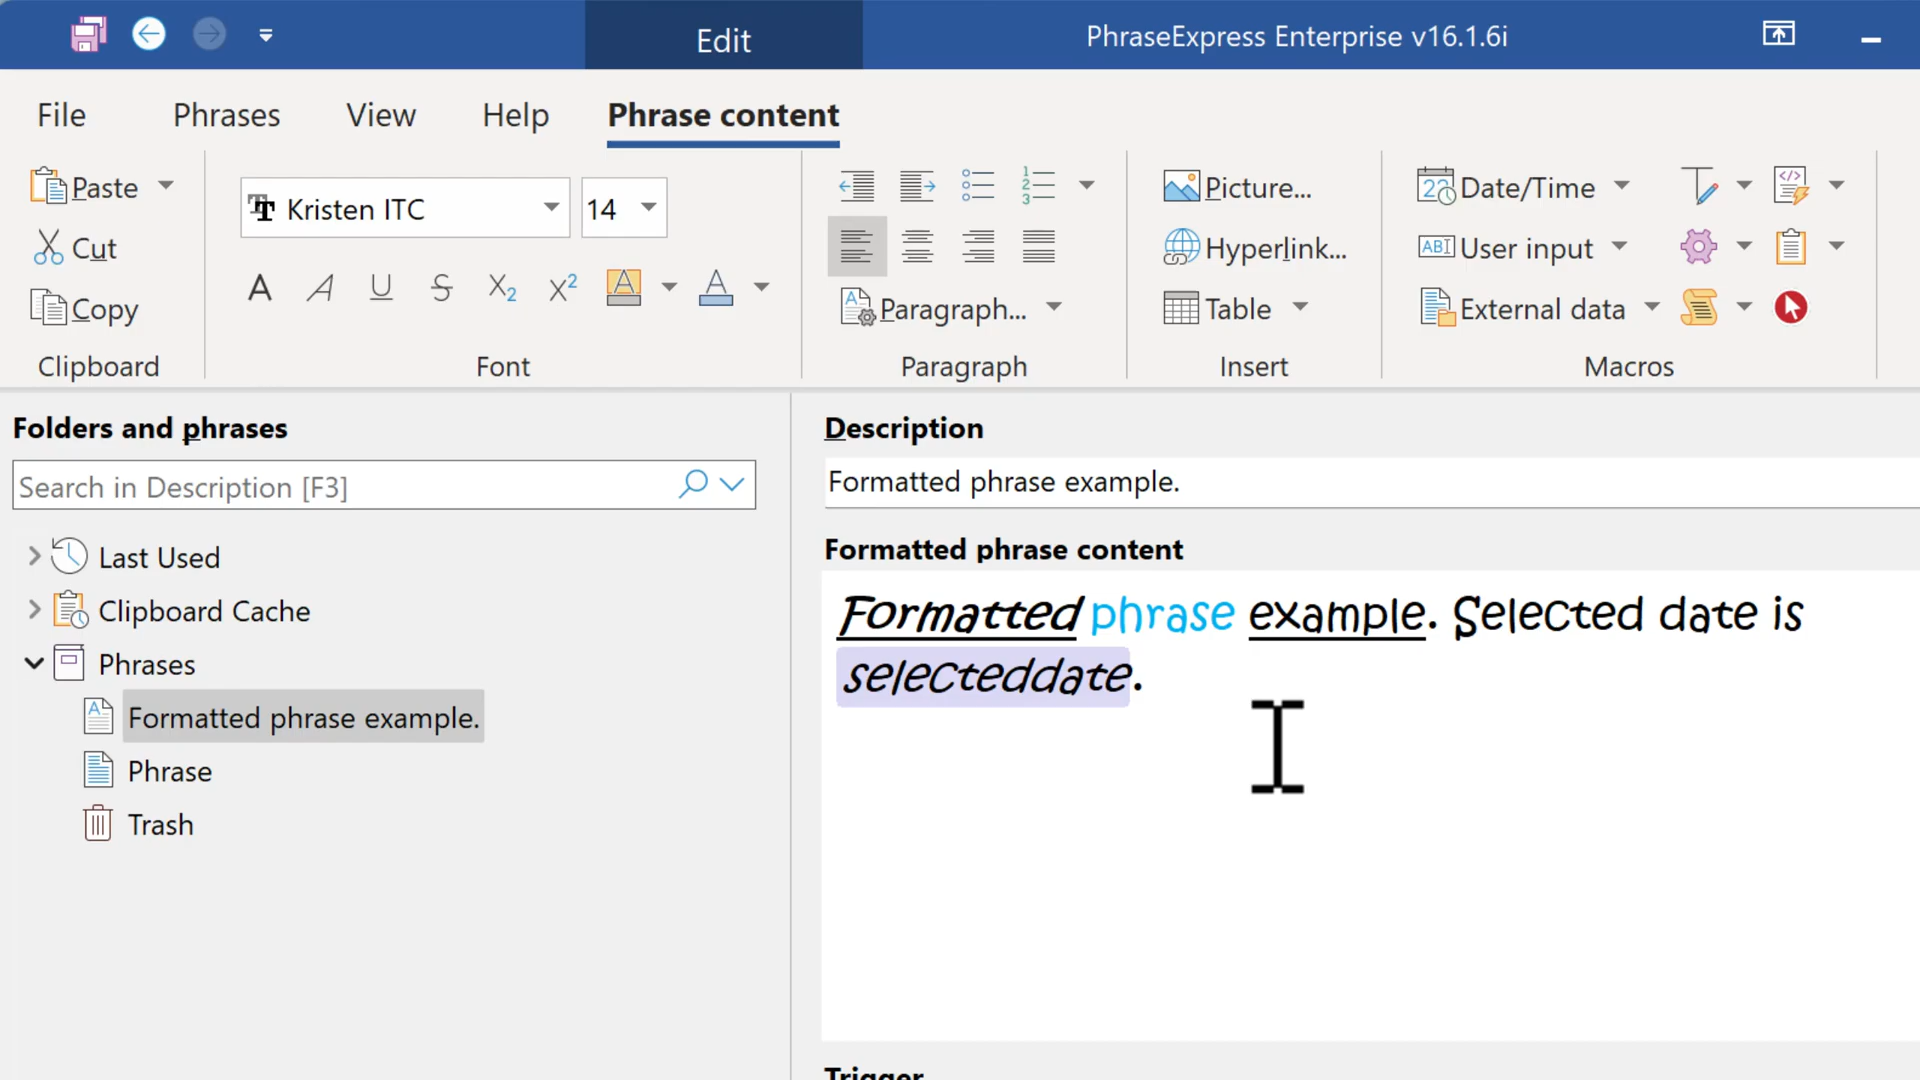 Edit
PhraseExpress Enterprise v16.1.6i
File Phrases View Help Phrase content
Paste
Cut
Copy
Clipboard
Kristen ITC 14
Font
Paragraph...
Paragraph
Picture...
Hyperlink...
Table
Insert
22 Date/Time
ABI User input
External data
Macros
Folders and phrases
Search in Description [F3]
Last Used
Clipboard Cache
Phrases
Formatted phrase example.
Phrase
Trash
Description
Formatted phrase example.
Formatted phrase content
Formatted phrase example. Selected date is
selecteddate.
Trigger